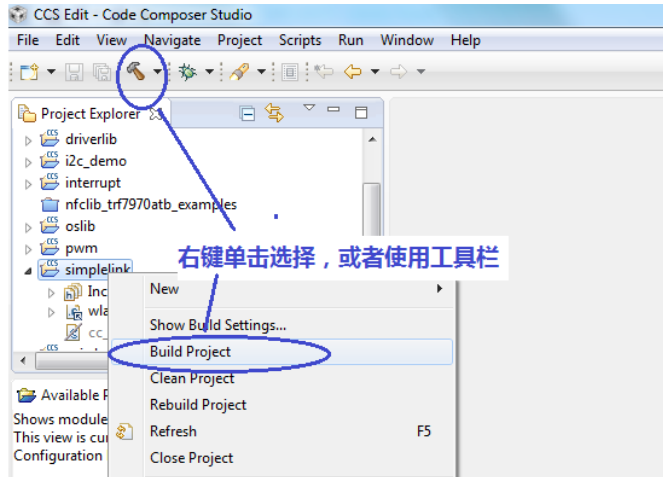 CCS Edit - Code Composer Studio
File Edit View Navigate Project Scripts Run Window Help
Project Explorer
driverlib
i2c_demo
interrupt
nfclib_trf7970atb_examples
oslib
pwm
simplelink
右键单击选择，或者使用工具栏
Inc
wla
cc_
New
Show Build Settings...
Build Project
Clean Project
Rebuild Project
Refresh F5
Close Project
Available
Shows module
This view is cu
Configuration